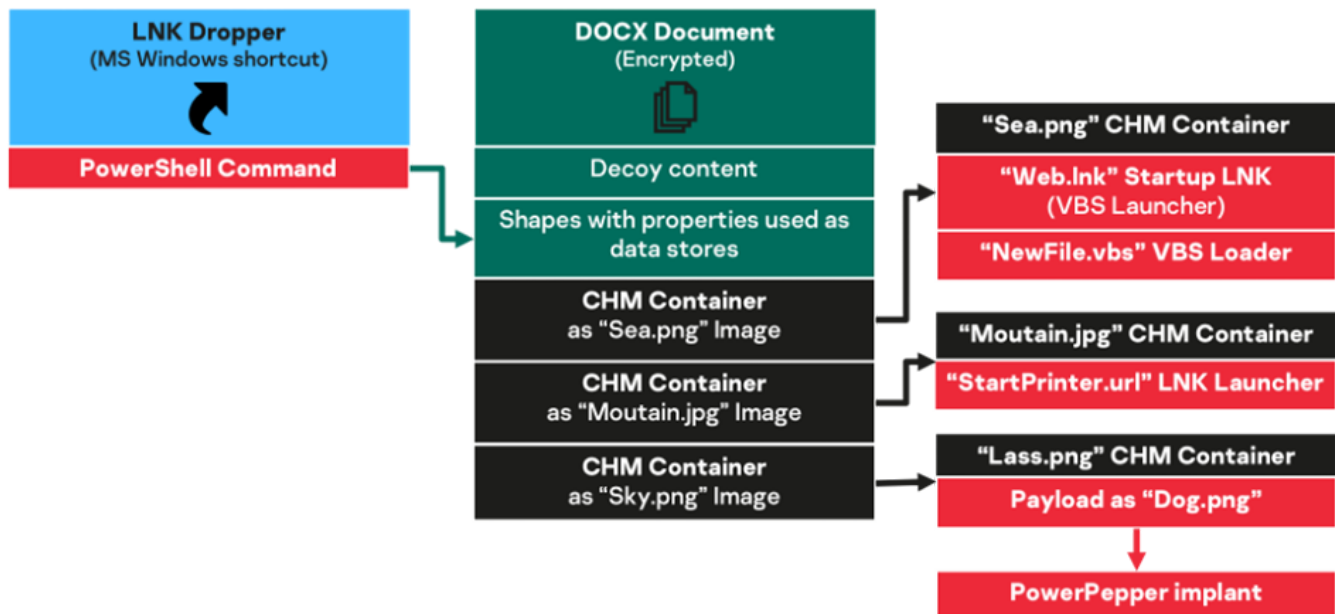 LNK Dropper
(MS Windows shortcut)
PowerShell Command
DOCX Document
(Encrypted)
Decoy content
Shapes with properties used as
data stores
CHM Container
as “Sea.png” Image
CHM Container
as “Moutain.jpg” Image
CHM Container
as “Sky.png” Image
“Sea.png” CHM Container
“Web.lnk” Startup LNK
(VBS Launcher)
“NewFile.vbs” VBS Loader
“Moutain.jpg” CHM Container
“StartPrinter.url” LNK Launcher
“Lass.png” CHM Container
Payload as “Dog.png”
PowerPepper implant